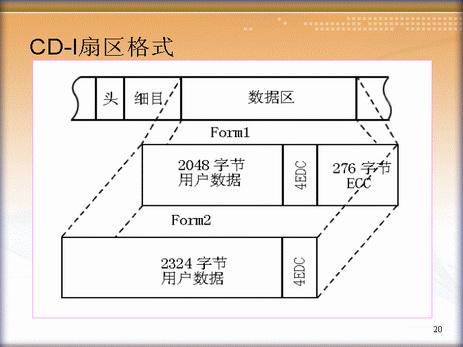 CD-I扇区格式
头 细目 数据区
Form1
2048 字节
用户数据
4EDC
276 字节
ECC
Form2
2324 字节
用户数据
4EDC
20